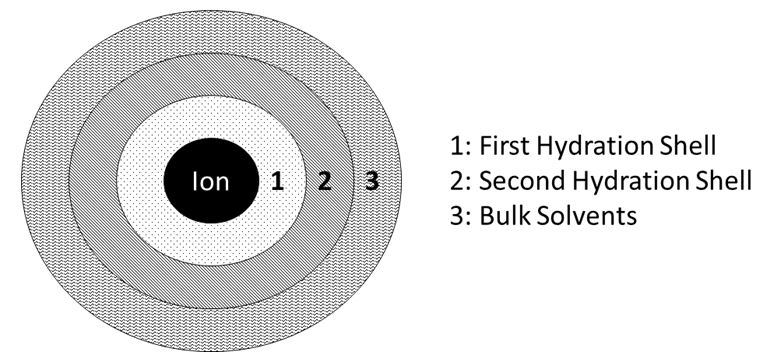 Ion 1 2 3
1: First Hydration Shell
2: Second Hydration Shell
3: Bulk Solvents